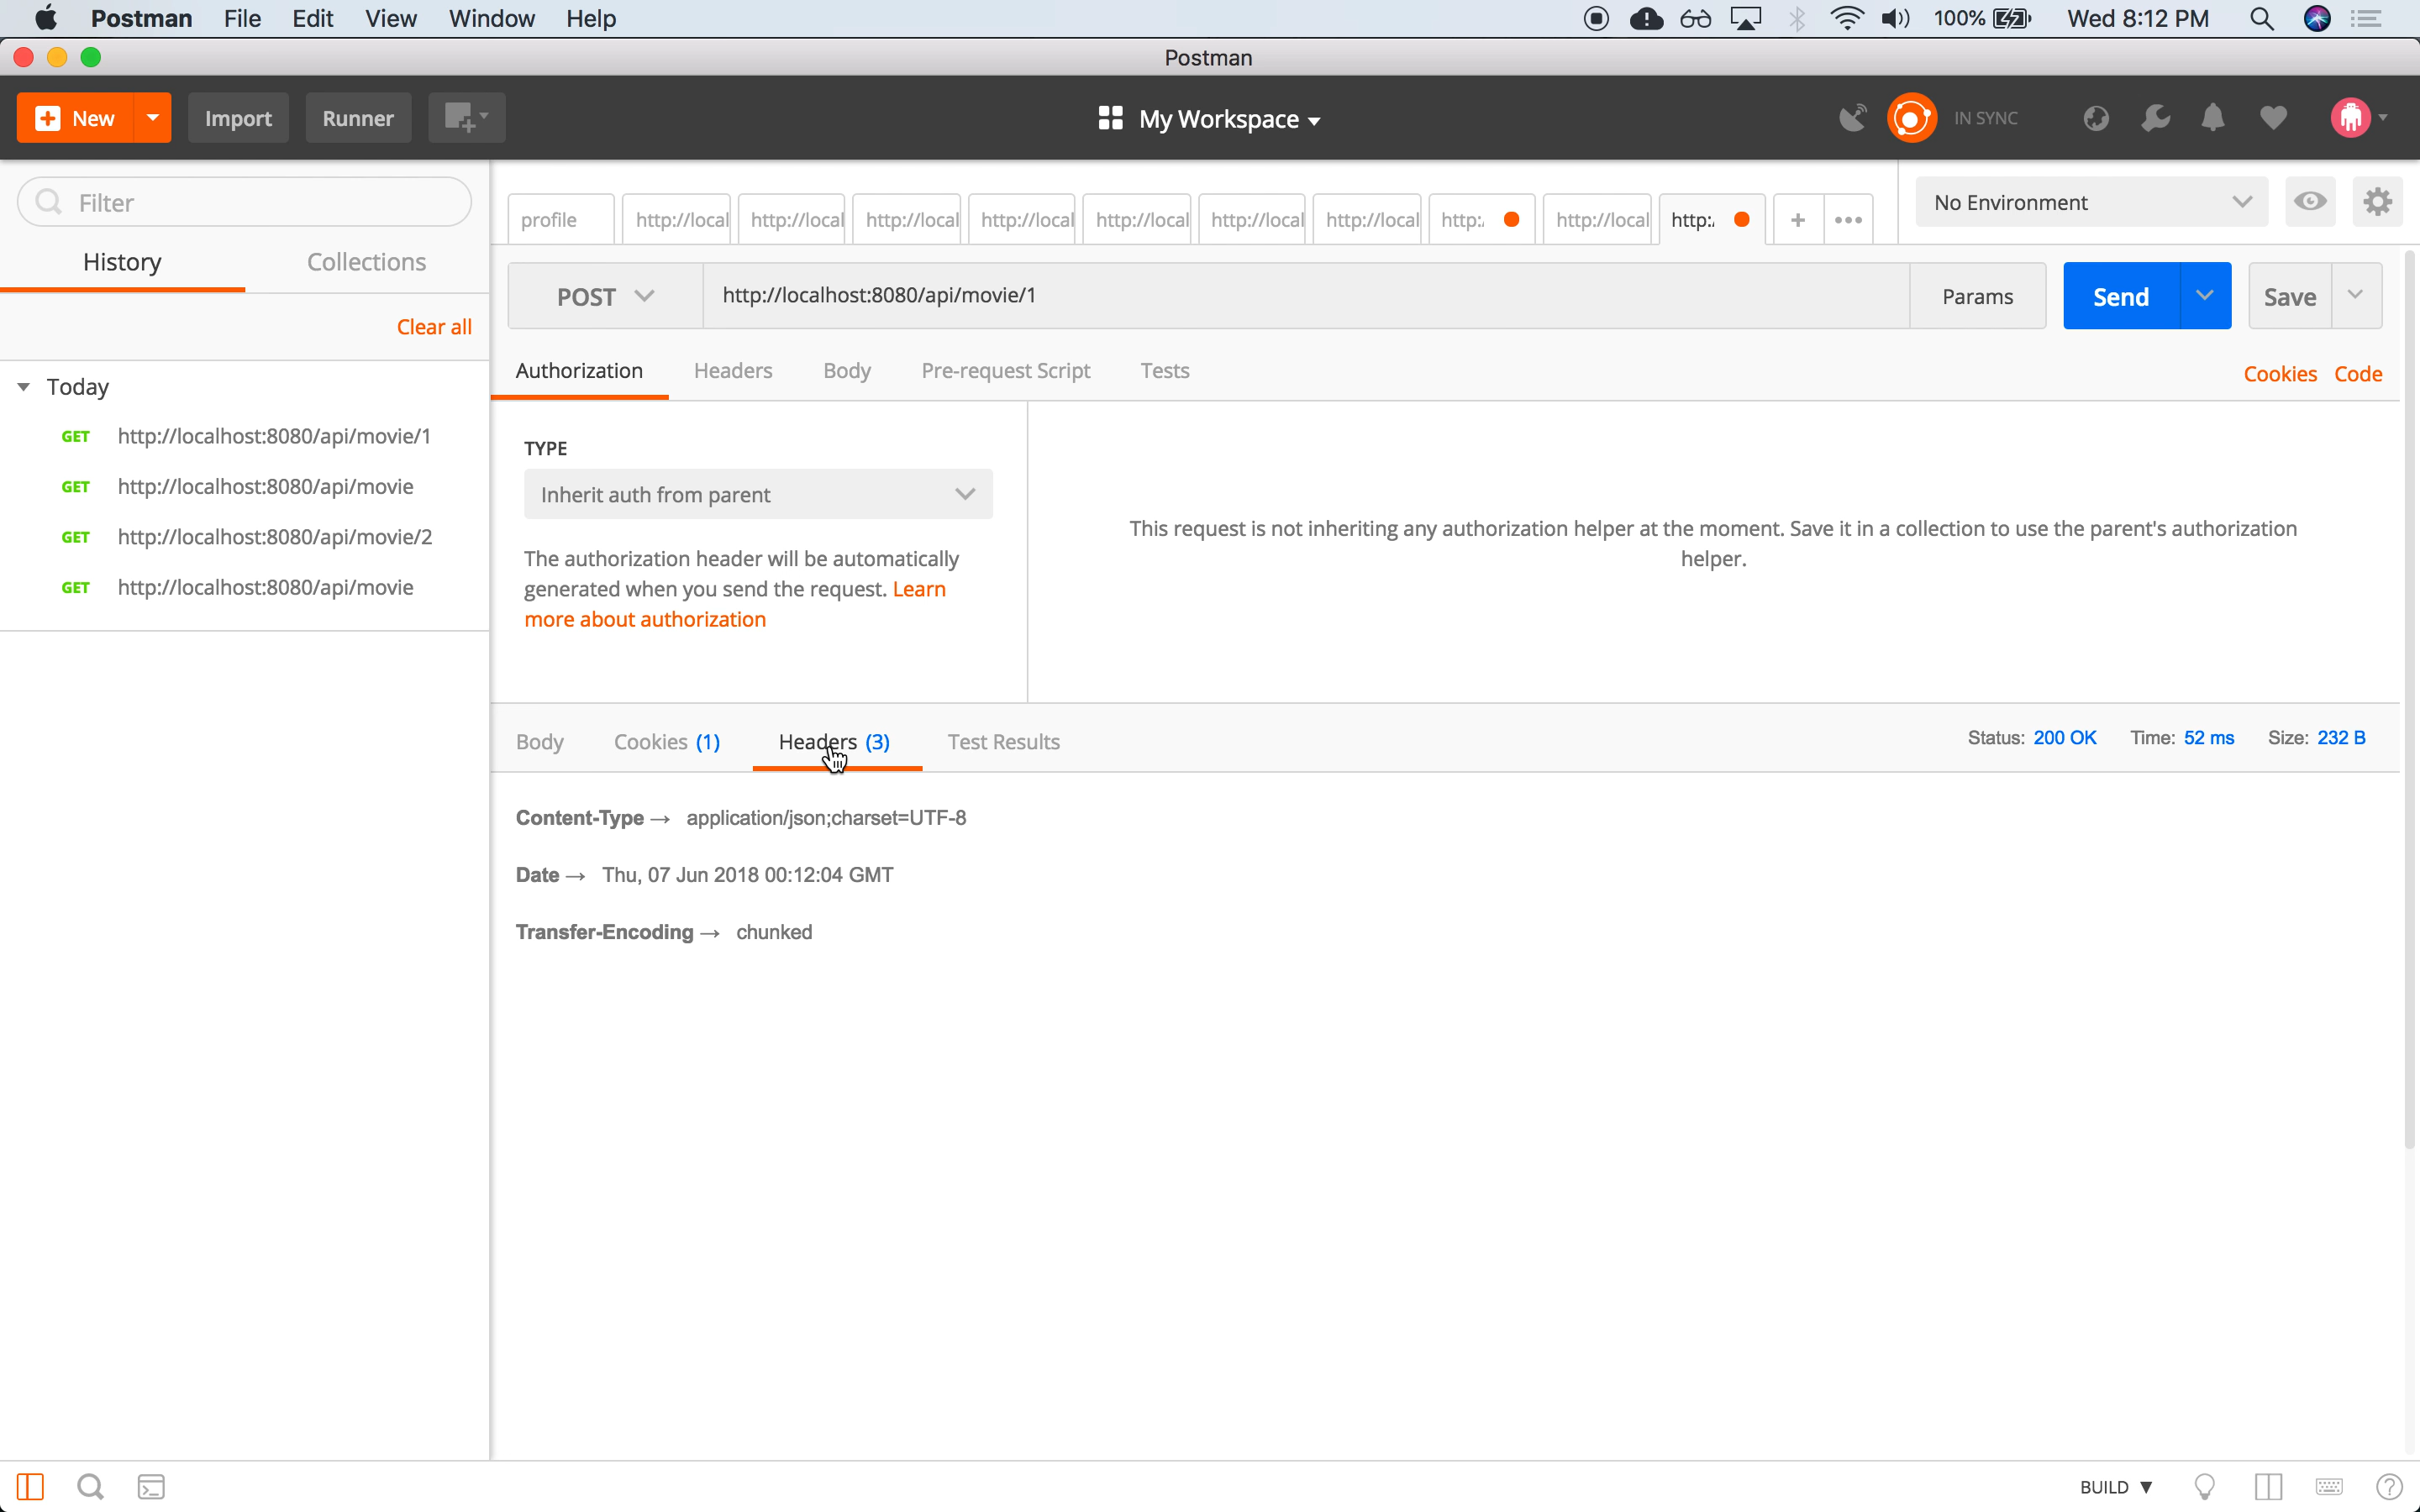 Postman File Edit View Window Help 100% Wed 8:12 PM
Postman
New Import Runner My Workspace IN SYNC
Filter
profile http://local http://local http://local http://local http://local http://local http://local http:. http://local http:. + ••• No Environment
History Collections
POST http://localhost:8080/api/movie/1 Params Send Save
Clear all
Authorization Headers Body Pre-request Script Tests Cookies Code
Today
GET http://localhost:8080/api/movie/1
GET http://localhost:8080/api/movie
GET http://localhost:8080/api/movie/2
GET http://localhost:8080/api/movie
TYPE
Inherit auth from parent
The authorization header will be automatically
generated when you send the request. Learn
more about authorization
This request is not inheriting any authorization helper at the moment. Save it in a collection to use the parent's authorization
helper.
Body Cookies (1) Headers (3) Test Results Status: 200 OK Time: 52 ms Size: 232 B
Content-Type → application/json;charset=UTF-8
Date → Thu, 07 Jun 2018 00:12:04 GMT
Transfer-Encoding → chunked
BUILD ▼